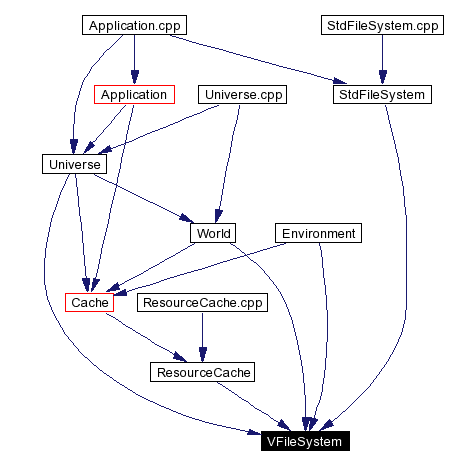 Application.cpp
StdFileSystem.cpp
Application
Universe.cpp
StdFileSystem
Universe
World
Environment
Cache
ResourceCache.cpp
ResourceCache
VFileSystem